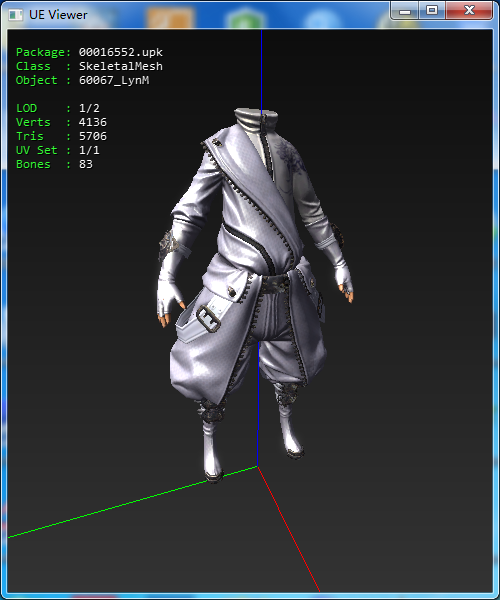 UE Viewer
Package: 00016552.upk
Class  : SkeletalMesh
Object : 60067_LynM
LOD    : 1/2
Verts  : 4136
Tris   : 5706
UV Set : 1/1
Bones  : 83